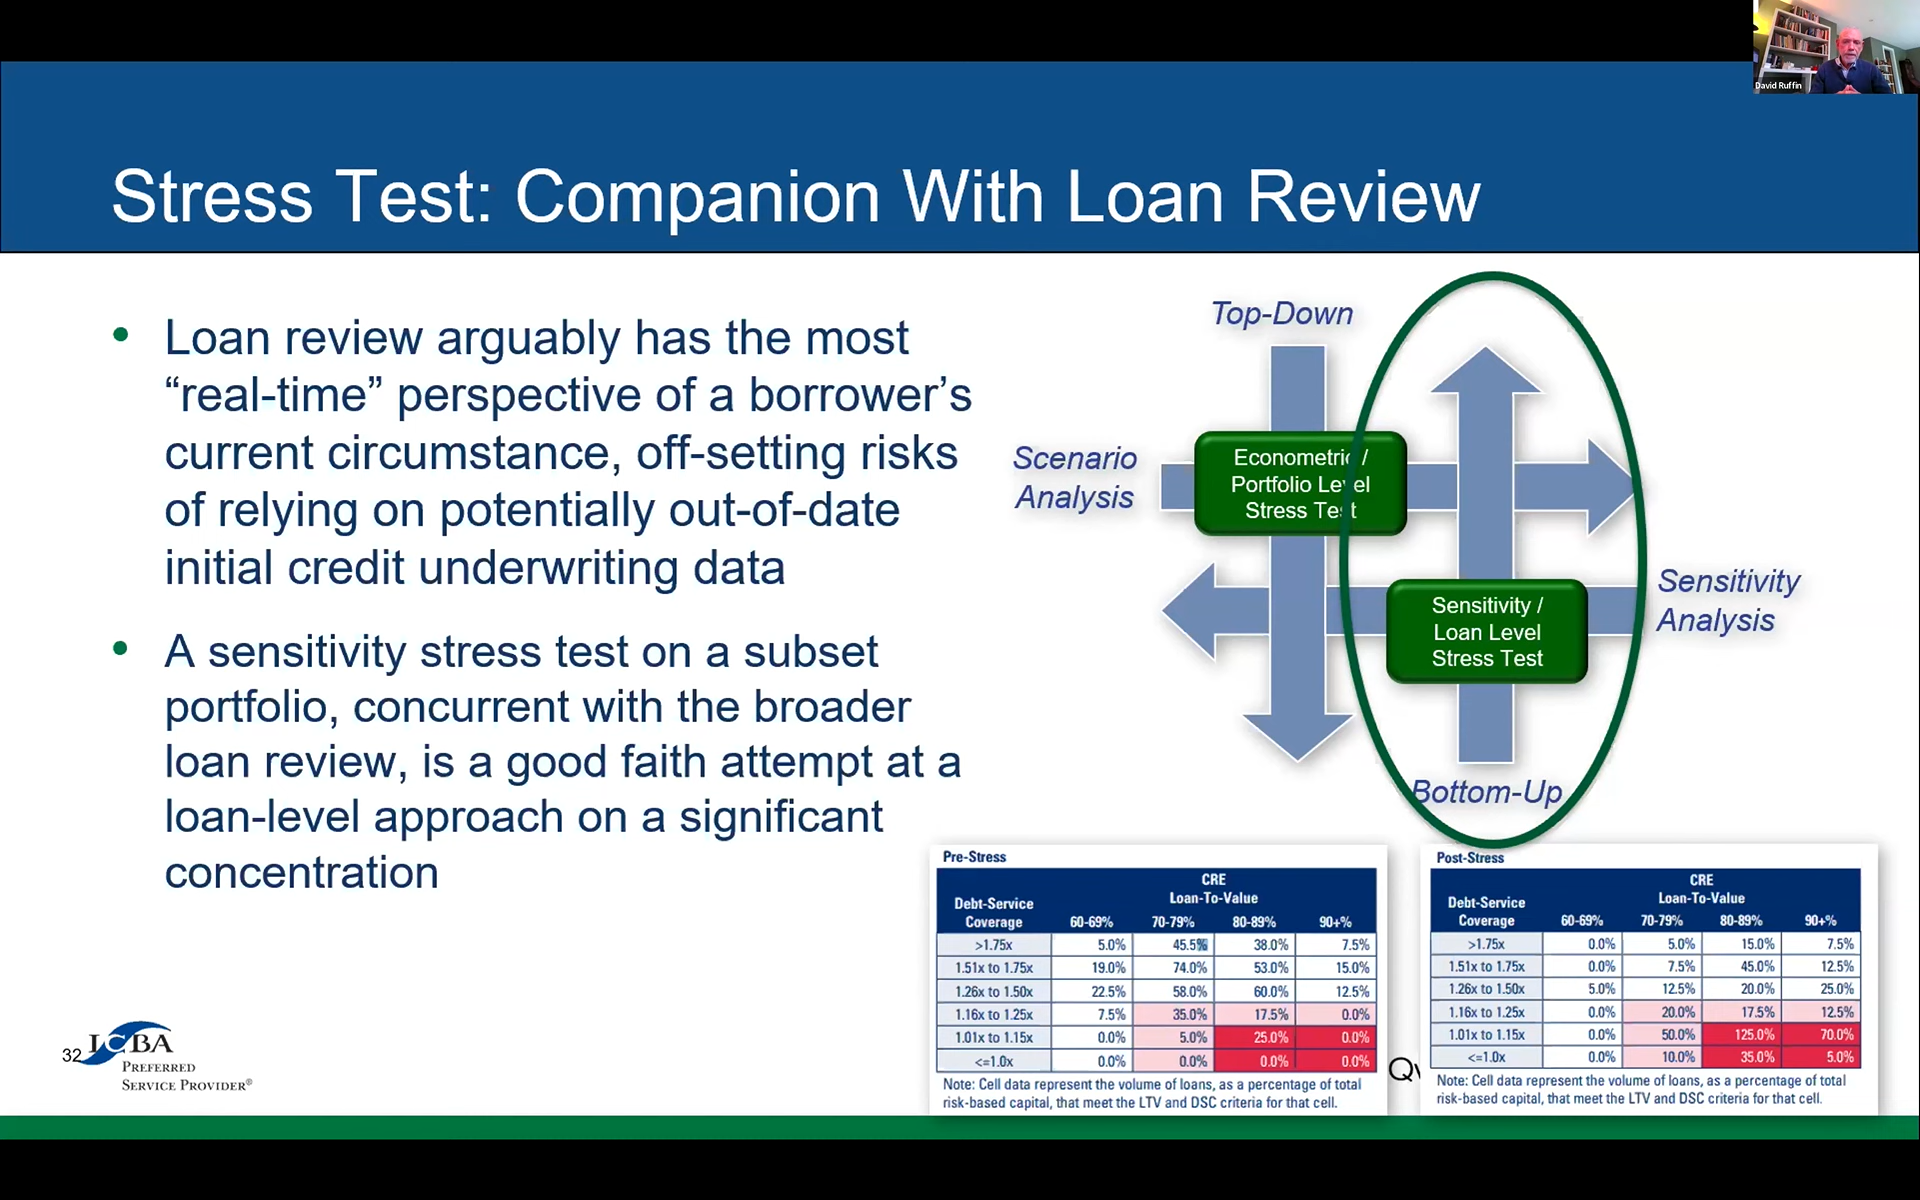 David Ruffin
Stress Test: Companion With Loan Review
• Loan review arguably has the most
“real-time” perspective of a borrower’s
current circumstance, off-setting risks
of relying on potentially out-of-date
initial credit underwriting data
• A sensitivity stress test on a subset
portfolio, concurrent with the broader
loan review, is a good faith attempt at a
loan-level approach on a significant
concentration
Top-Down
Scenario
Analysis
Econometric /
Portfolio Level
Stress Test
Sensitivity /
Loan Level
Stress Test
Sensitivity
Analysis
Bottom-Up
Pre-Stress
CRE
Loan-To-Value
Debt-Service
Coverage 60-69% 70-79% 80-89% 90+%
>1.75x 5.0% 45.5% 38.0% 7.5%
1.51x to 1.75x 19.0% 74.0% 53.0% 15.0%
1.26x to 1.50x 22.5% 58.0% 60.0% 12.5%
1.16x to 1.25x 7.5% 35.0% 17.5% 0.0%
1.01x to 1.15x 0.0% 5.0% 25.0% 0.0%
<=1.0x 0.0% 0.0% 0.0% 0.0%
Note: Cell data represent the volume of loans, as a percentage of total
risk-based capital, that meet the LTV and DSC criteria for that cell.
Post-Stress
CRE
Loan-To-Value
Debt-Service
Coverage 60-69% 70-79% 80-89% 90+%
>1.75x 0.0% 5.0% 15.0% 7.5%
1.51x to 1.75x 0.0% 7.5% 45.0% 12.5%
1.26x to 1.50x 5.0% 12.5% 20.0% 25.0%
1.16x to 1.25x 0.0% 20.0% 17.5% 12.5%
1.01x to 1.15x 0.0% 50.0% 125.0% 70.0%
<=1.0x 0.0% 10.0% 35.0% 5.0%
Note: Cell data represent the volume of loans, as a percentage of total
risk-based capital, that meet the LTV and DSC criteria for that cell.
32
ICBA
PREFERRED
SERVICE PROVIDER®